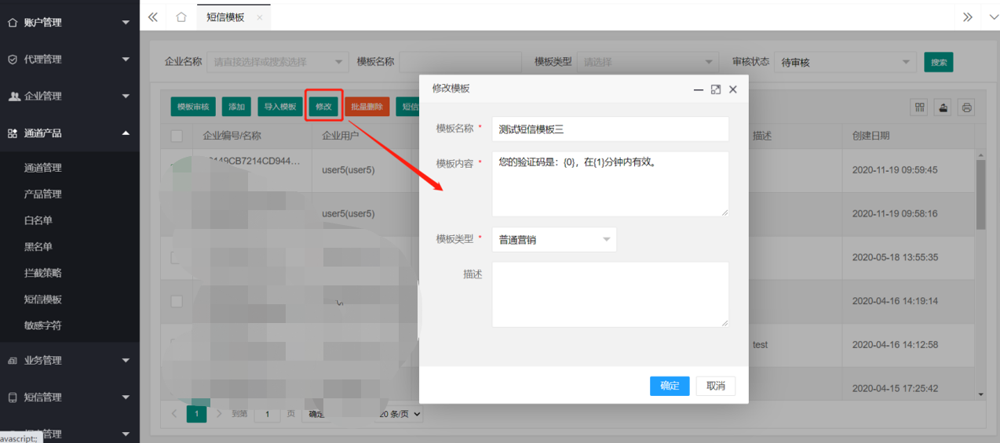 账户管理
短信模板
代理管理
企业管理
通道产品
通道管理
产品管理
白名单
黑名单
拦截策略
短信模板
敏感字符
业务管理
短信管理
管理
avascript:;
企业名称 请直接选择或搜索选择 模板名称 模板类型 请选择 审核状态 待审核 搜索
模板审核 添加 导入模板 修改 批量删除 短信
企业编号/名称 企业用户 描述 创建日期
149CB7214CD944... user5(user5) 2020-11-19 09:59:45
user5(user5) 2020-11-19 09:58:16
2020-05-18 13:55:35
2020-04-16 14:19:14
test 2020-04-16 14:12:58
2020-04-15 17:25:42
1 到第 1 页 确定 20 条/页
修改模板
模板名称 * 测试短信模板三
模板内容 * 您的验证码是：{0}，在{1}分钟内有效。
模板类型 * 普通营销
描述
确定 取消